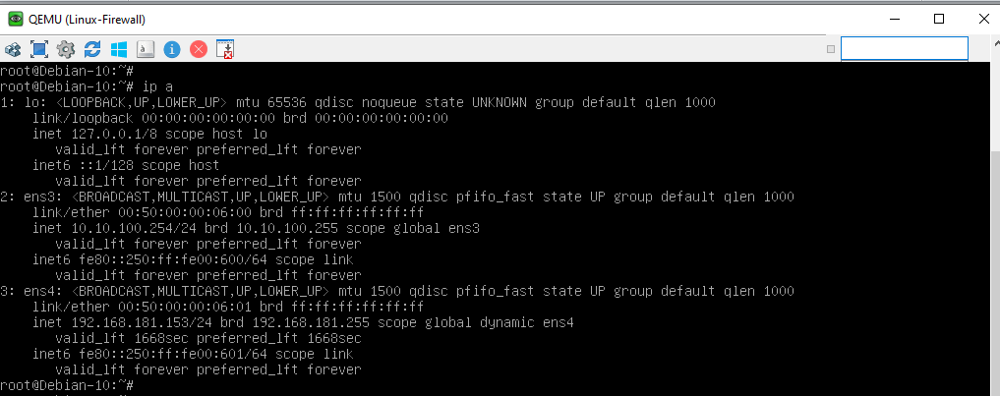 QEMU (Linux-Firewall)
root@Debian-10:~#
root@Debian-10:~# ip a
1: lo: <LOOPBACK,UP,LOWER_UP> mtu 65536 qdisc noqueue state UNKNOWN group default qlen 1000
    link/loopback 00:00:00:00:00:00 brd 00:00:00:00:00:00
    inet 127.0.0.1/8 scope host lo
       valid_lft forever preferred_lft forever
    inet6 ::1/128 scope host
       valid_lft forever preferred_lft forever
2: ens3: <BROADCAST,MULTICAST,UP,LOWER_UP> mtu 1500 qdisc pfifo_fast state UP group default qlen 1000
    link/ether 00:50:00:00:06:00 brd ff:ff:ff:ff:ff:ff
    inet 10.10.100.254/24 brd 10.10.100.255 scope global ens3
       valid_lft forever preferred_lft forever
    inet6 fe80::250:ff:fe00:600/64 scope link
       valid_lft forever preferred_lft forever
3: ens4: <BROADCAST,MULTICAST,UP,LOWER_UP> mtu 1500 qdisc pfifo_fast state UP group default qlen 1000
    link/ether 00:50:00:00:06:01 brd ff:ff:ff:ff:ff:ff
    inet 192.168.181.153/24 brd 192.168.181.255 scope global dynamic ens4
       valid_lft 1668sec preferred_lft 1668sec
    inet6 fe80::250:ff:fe00:601/64 scope link
       valid_lft forever preferred_lft forever
root@Debian-10:~#